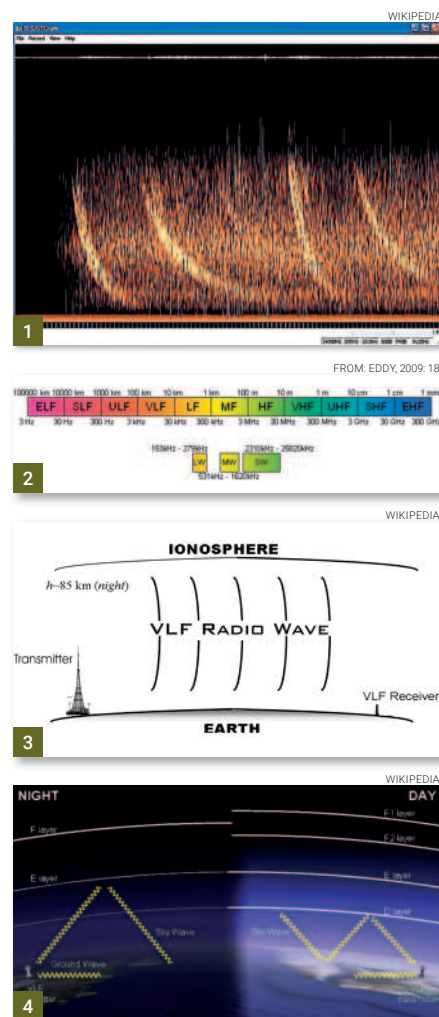 WIKIPEDIA
File Record View Help
1
FROM: EDDY, 2009: 18
100000 km 10000 km 1000 km 100 km 10 km 1 km 100 m 10 m 1 m 10 cm 1 cm 1 mm
ELF SLF ULF VLF LF MF HF VHF UHF SHF EHF
3 Hz 30 Hz 300 Hz 3 kHz 30 kHz 300 kHz 3 MHz 30 MHz 300 MHz 3 GHz 30 GHz 300 GHz
153kHz - 279kHz 2310kHz - 25820kHz
LW MW SW
531kHz - 1620kHz
2
WIKIPEDIA
IONOSPHERE
h~85 km (night)
VLF RADIO WAVE
Transmitter
VLF Receiver
EARTH
3
WIKIPEDIA
NIGHT DAY
F1 layer
F layer
F2 layer
E layer E layer
D layer
Sky Wave Sky Wave
Ground Wave
VLF
4